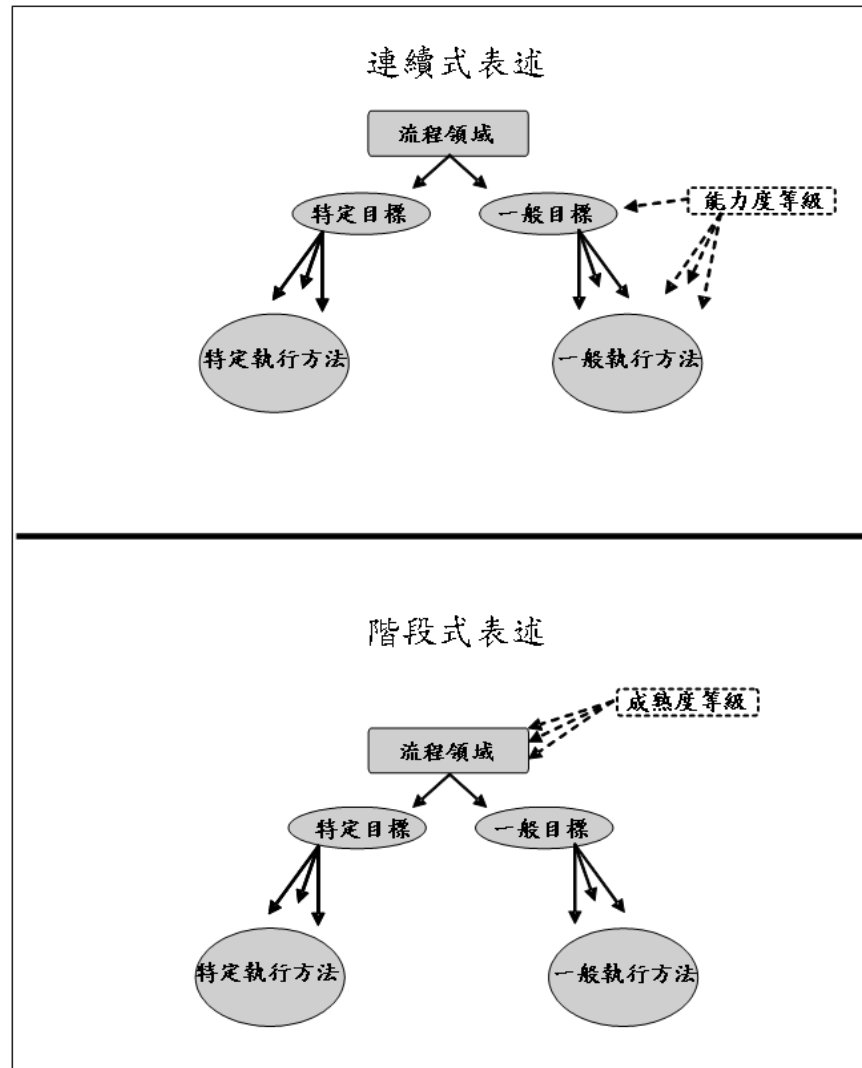 連續式表述
流程領域
能力度等級
特定目標
一般目標
特定執行方法
一般執行方法
階段式表述
成熟度等級
流程領域
特定目標
一般目標
特定執行方法
一般執行方法